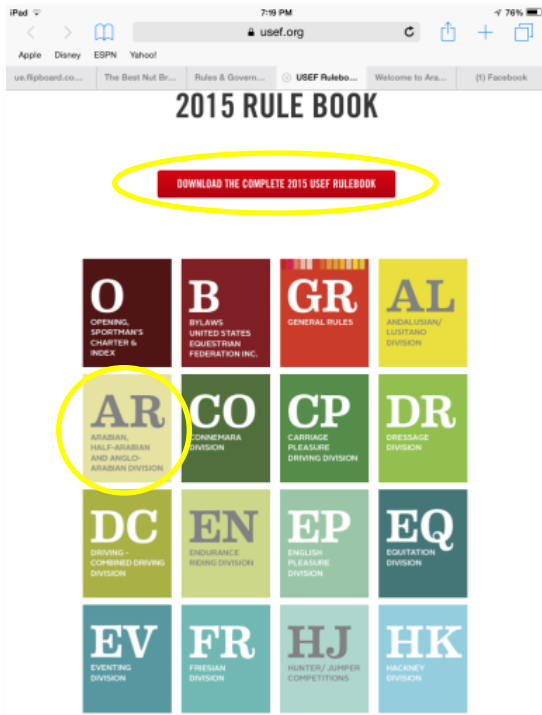 iPad 7:19 PM 76%
usef.org
Apple Disney ESPN Yahoo!
ue.flipboard.co... The Best Nut Br... Rules & Govern... USEF Rulebo... Welcome to Ara... (1) Facebook
2015 RULE BOOK
DOWNLOAD THE COMPLETE 2015 USEF RULEBOOK
O
OPENING,
SPORTMAN'S
CHARTER &
INDEX
B
BYLAWS
UNITED STATES
EQUESTRIAN
FEDERATION INC.
GR
GENERAL RULES
AL
ANDALUSIAN/
LUSITANO
DIVISION
AR
ARABIAN,
HALF-ARABIAN
AND ANGLO-
ARABIAN DIVISION
CO
CONNEMARA
DIVISION
CP
CARRIAGE
PLEASURE
DRIVING DIVISION
DR
DRESSAGE
DIVISION
DC
DRIVING -
COMBINED DRIVING
DIVISION
EN
ENDURANCE
RIDING DIVISION
EP
ENGLISH
PLEASURE
DIVISION
EQ
EQUITATION
DIVISION
EV
EVENTING
DIVISION
FR
FRIESIAN
DIVISION
HJ
HUNTER/ JUMPER
COMPETITIONS
HK
HACKNEY
DIVISION